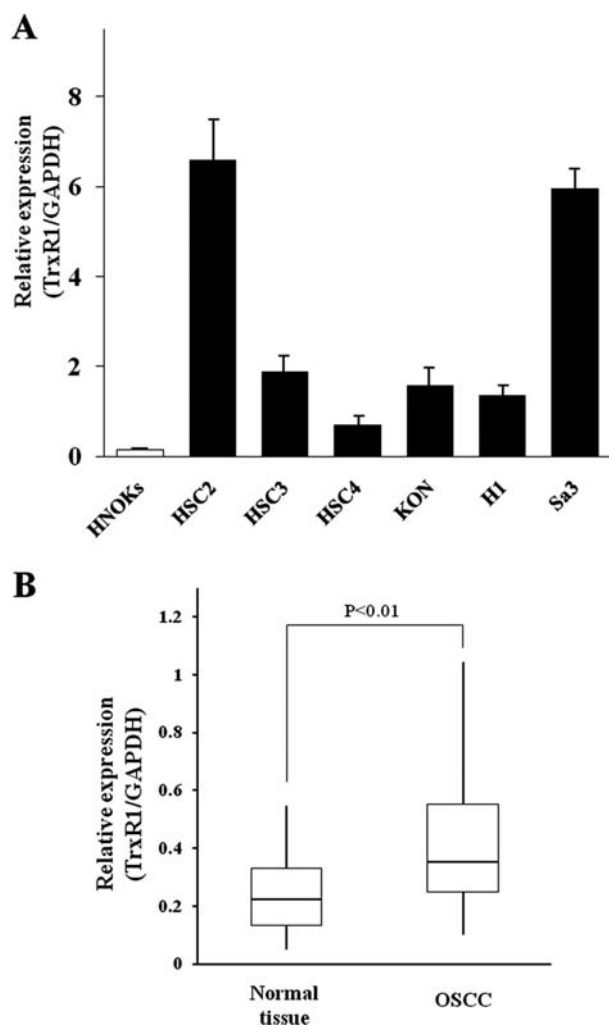 A
Relative expression
(TrxR1/GAPDH)
8
6
4
2
0
HNOKs
HSC2
HSC3
HSC4
KON
H1
Sa3
B
P<0.01
Relative expression
(TrxR1/GAPDH)
1.2
1
0.8
0.6
0.4
0.2
0
Normal
tissue
OSCC